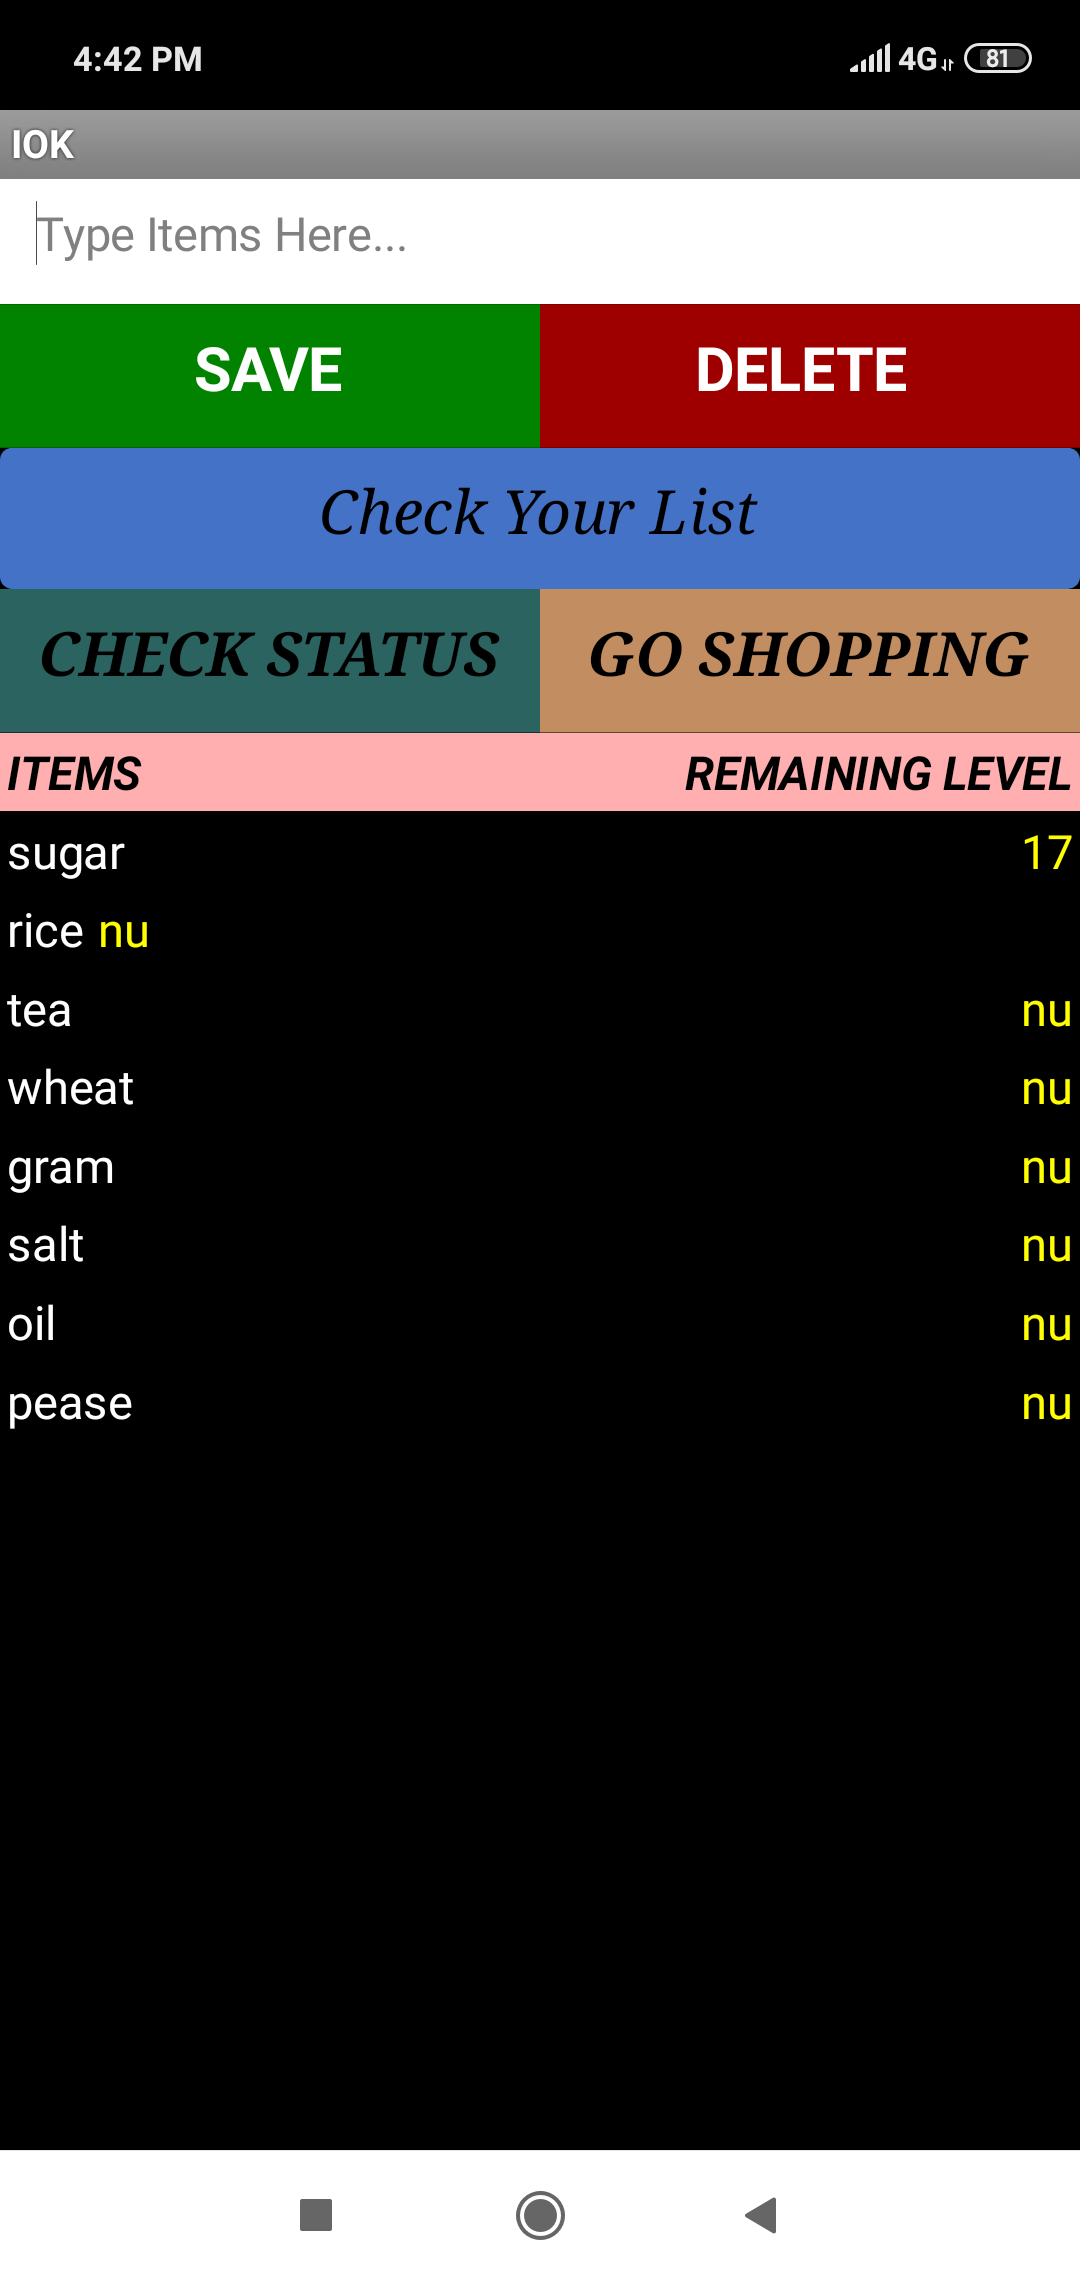 4:42 PM 4G 81
IOK
Type Items Here...
SAVE DELETE
Check Your List
CHECK STATUS GO SHOPPING
ITEMS REMAINING LEVEL
sugar 17
rice nu
tea nu
wheat nu
gram nu
salt nu
oil nu
pease nu